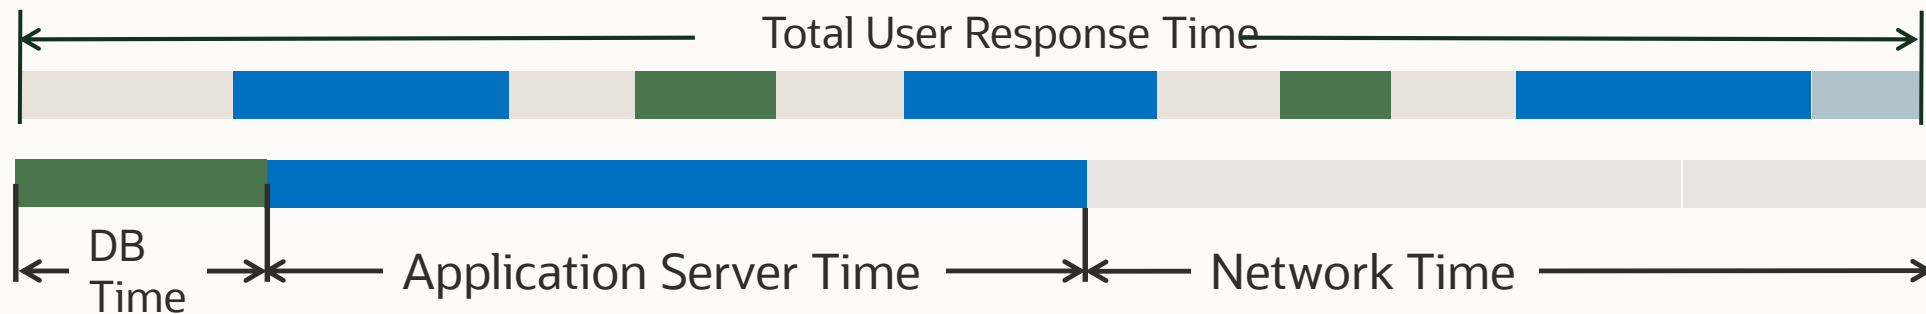 Total User Response Time
DB
Time
Application Server Time
Network Time